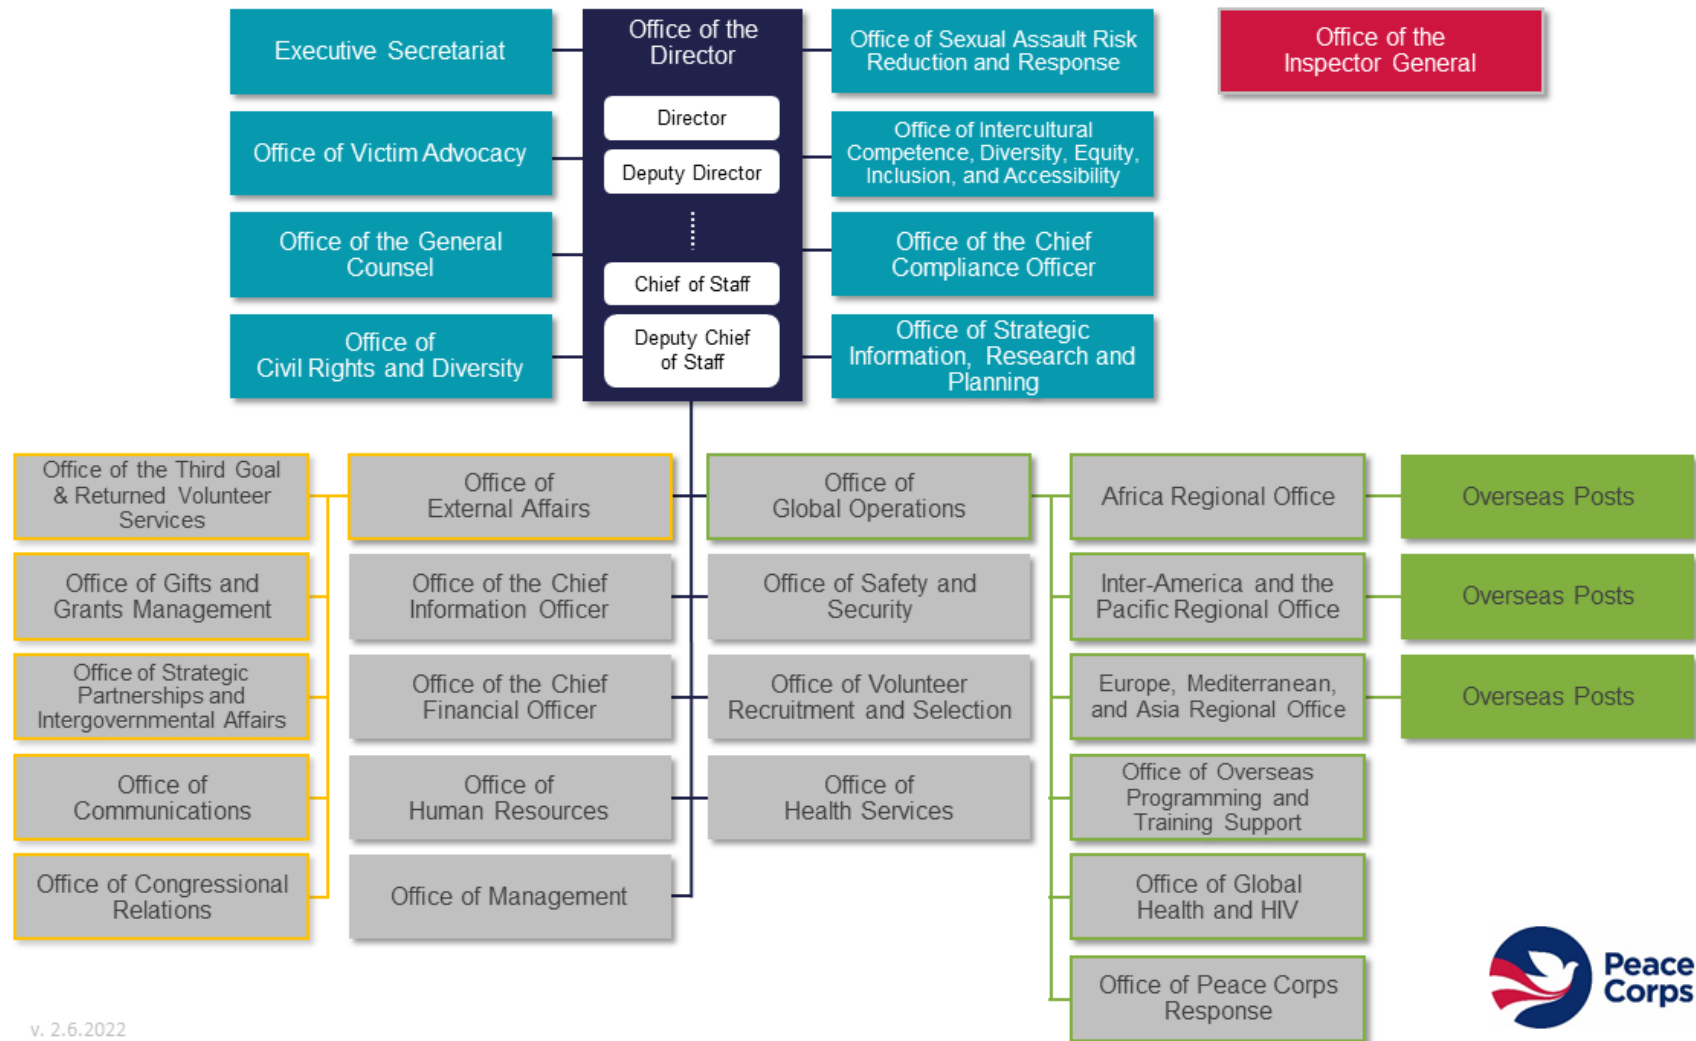 Executive Secretariat
Office of the
Director
Office of Sexual Assault Risk
Reduction and Response
Office of the
Inspector General
Director
Office of Victim Advocacy
Deputy Director
Office of Intercultural
Competence, Diversity, Equity,
Inclusion, and Accessibility
Office of the General
Counsel
Chief of Staff
Office of the Chief
Compliance Officer
Office of
Civil Rights and Diversity
Deputy Chief
of Staff
Office of Strategic
Information, Research and
Planning
Office of the Third Goal
& Returned Volunteer
Services
Office of
External Affairs
Office of
Global Operations
Africa Regional Office
Overseas Posts
Office of Gifts and
Grants Management
Office of the Chief
Information Officer
Office of Safety and
Security
Inter-America and the
Pacific Regional Office
Overseas Posts
Office of Strategic
Partnerships and
Intergovernmental Affairs
Office of the Chief
Financial Officer
Office of Volunteer
Recruitment and Selection
Europe, Mediterranean,
and Asia Regional Office
Overseas Posts
Office of
Communications
Office of
Human Resources
Office of
Health Services
Office of Overseas
Programming and
Training Support
Office of Congressional
Relations
Office of Management
Office of Global
Health and HIV
Office of Peace Corps
Response
Peace
Corps
v. 2.6.2022